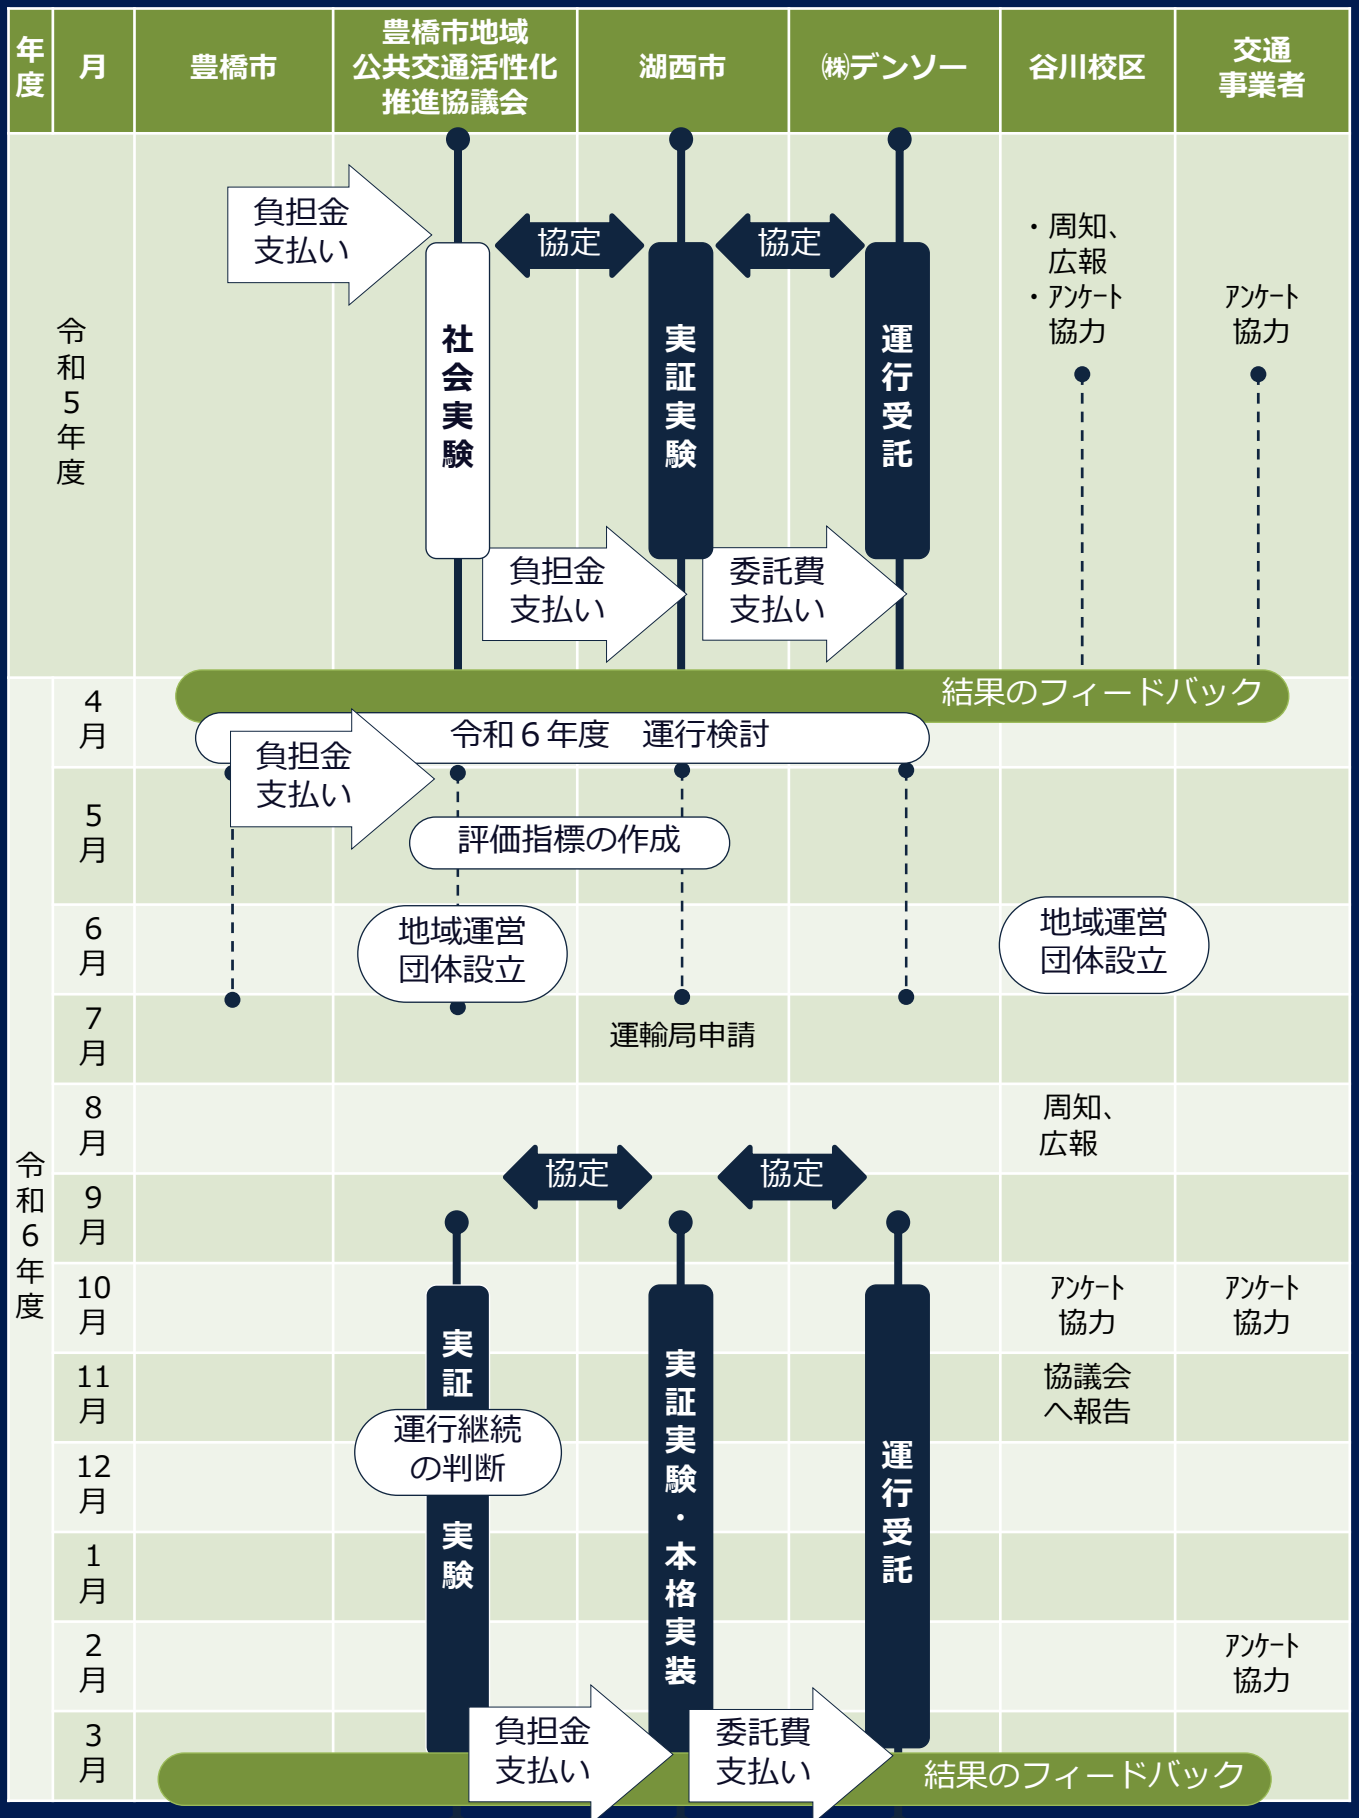 年
度
月
豊橋市
豊橋市地域
公共交通活性化
推進協議会
湖西市
㈱デンソー
谷川校区
交通
事業者
令
和
5
年
度
負担金
支払い
協定
協定
社
会
実
験
実
証
実
験
運
行
受
託
・周知、
広報
・ｱﾝｹｰﾄ
協力
ｱﾝｹｰﾄ
協力
負担金
支払い
委託費
支払い
結果のフィードバック
令
和
6
年
度
4
月
令和６年度　運行検討
負担金
支払い
5
月
評価指標の作成
6
月
地域運営
団体設立
地域運営
団体設立
7
月
運輸局申請
8
月
周知、
広報
協定
協定
9
月
10
月
ｱﾝｹｰﾄ
協力
ｱﾝｹｰﾄ
協力
実
証
運行継続
の判断
実
験
実
証
実
験
・
本
格
実
装
運
行
受
託
11
月
協議会
へ報告
12
月
1
月
2
月
ｱﾝｹｰﾄ
協力
3
月
負担金
支払い
委託費
支払い
結果のフィードバック